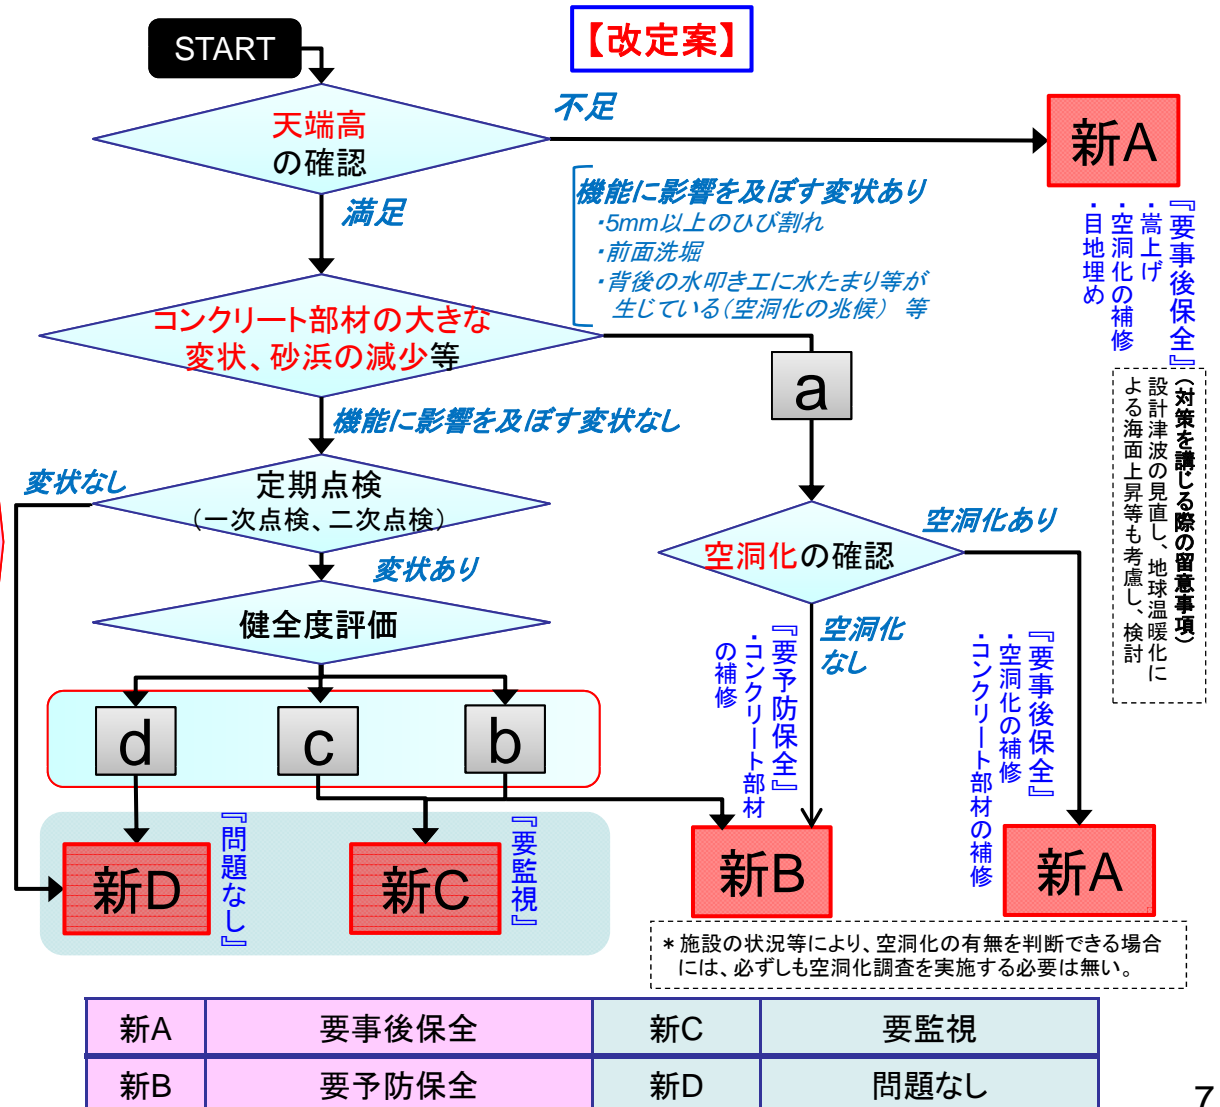 START
【改定案】
天端高
の確認
不足
新A
満足
機能に影響を及ぼす変状あり
・5mm以上のひび割れ
・前面洗堀
・背後の水叩き工に水たまり等が
生じている(空洞化の兆候) 等
『要事後保全』
・嵩上げ
・空洞化の補修
・目地埋め
コンクリート部材の大きな
変状、砂浜の減少等
a
(対策を講じる際の留意事項)
設計津波の見直し、地球温暖化に
よる海面上昇等も考慮し、検討
機能に影響を及ぼす変状なし
変状なし
定期点検
(一次点検、二次点検)
空洞化の確認
空洞化あり
変状あり
健全度評価
空洞化
なし
『要予防保全』
・コンクリート部材
の補修
『要事後保全』
・空洞化の補修
・コンクリート部材の補修
d
c
b
新D
『問題なし』
新C
『要監視』
新B
新A
*施設の状況等により、空洞化の有無を判断できる場合
には、必ずしも空洞化調査を実施する必要は無い。
新A 要事後保全 新C 要監視
新B 要予防保全 新D 問題なし
7